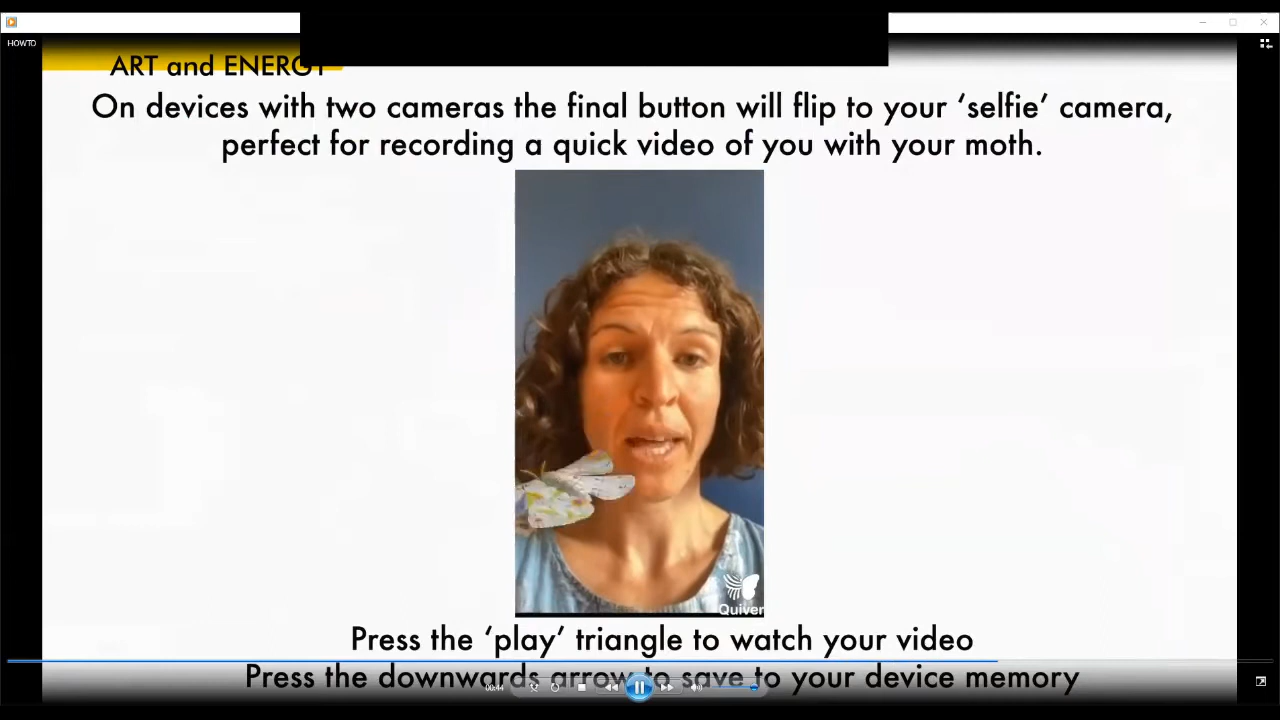 HOWTO
ART and ENERGY
On devices with two cameras the final button will flip to your ‘selfie’ camera,
perfect for recording a quick video of you with your moth.
Quiver
Press the ‘play’ triangle to watch your video
Press the downwards arrow to save to your device memory
00:44